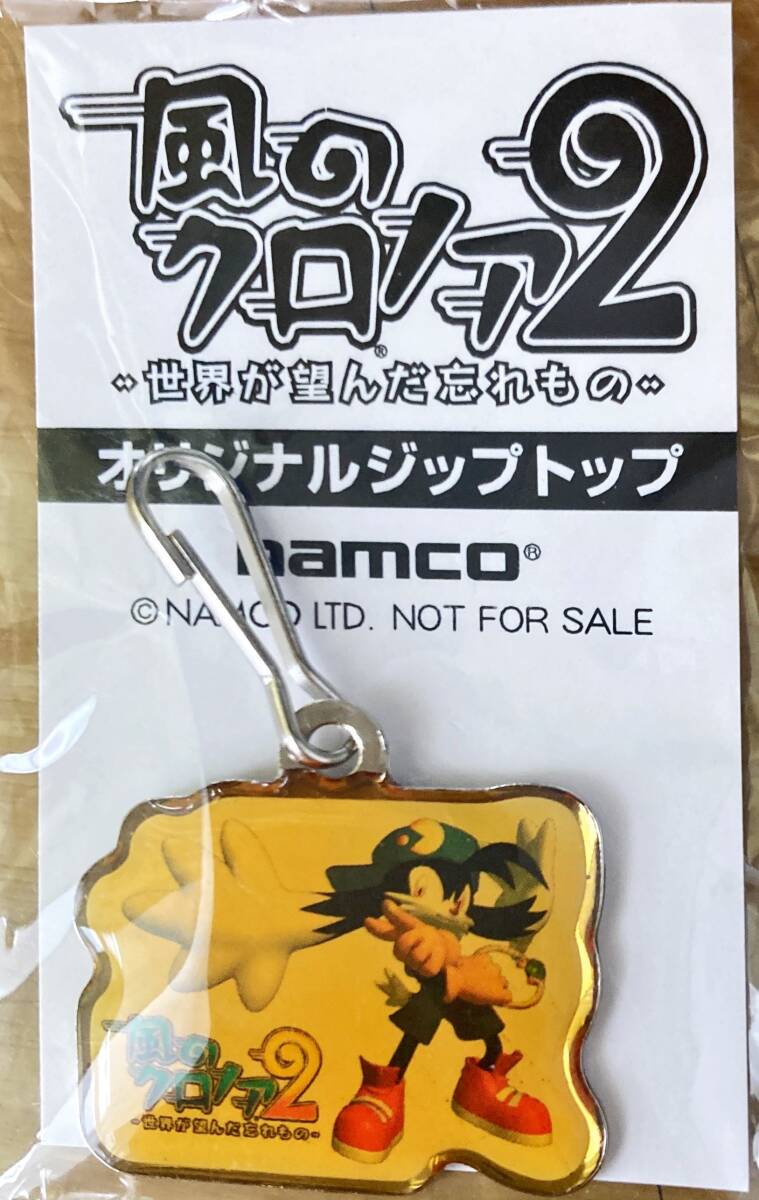 風の
クロノア2
®
世界が望んだ忘れもの
オリジナルジップトップ
namco®
©NAMCO LTD. NOT FOR SALE
風の
クロノア2
-世界が望んだ忘れもの-